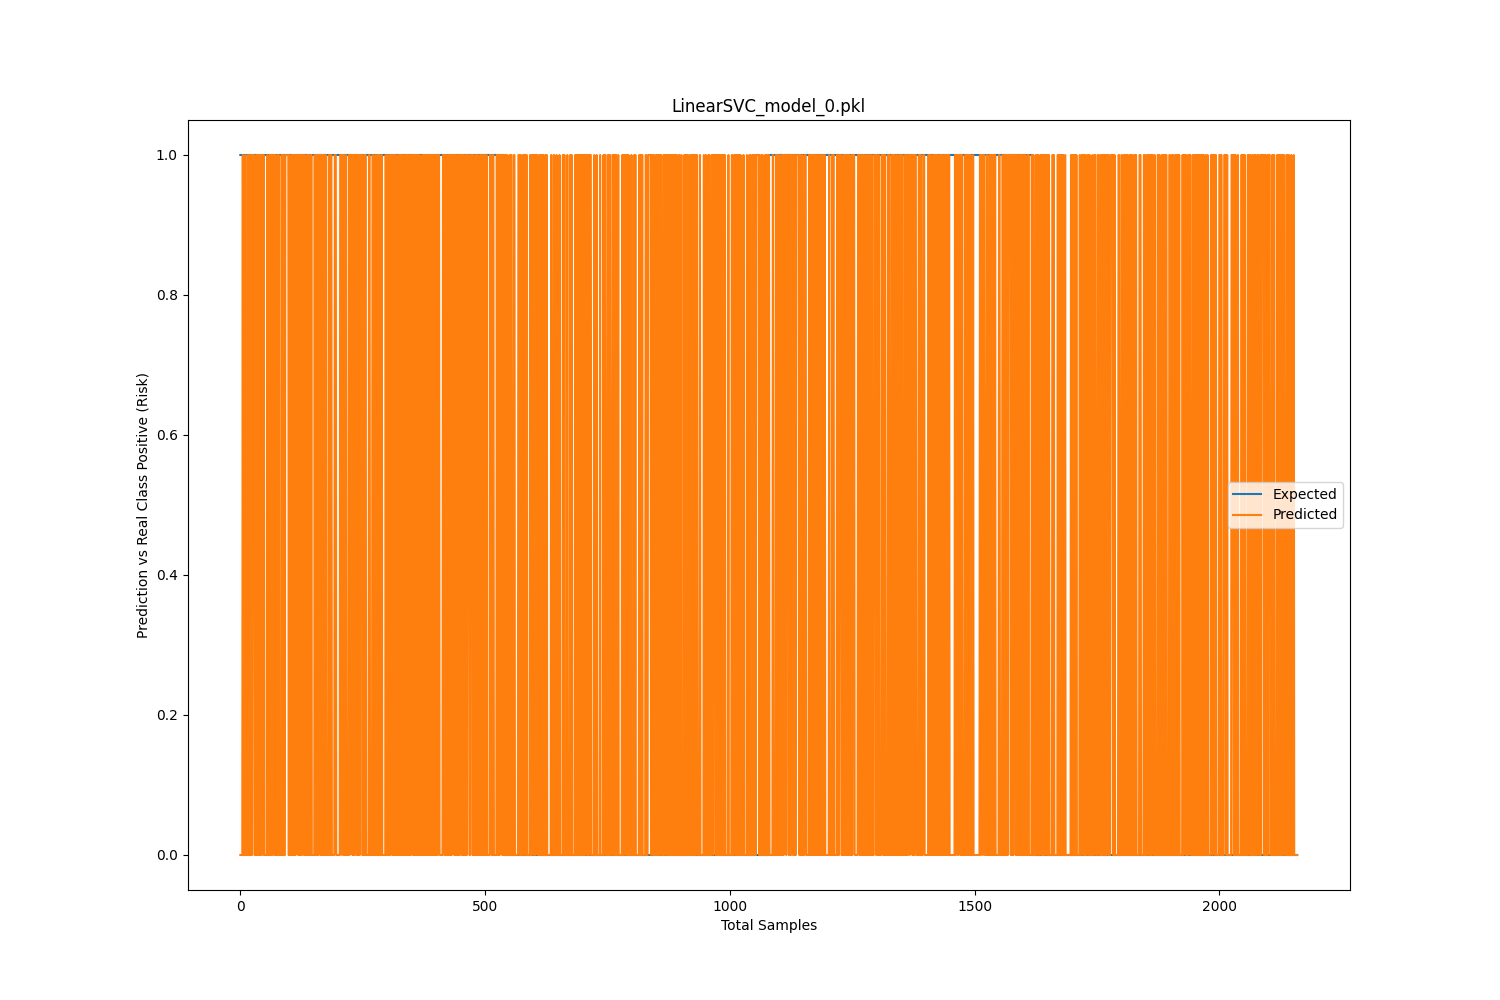 LinearSVC_model_0.pkl
Prediction vs Real Class Positive (Risk)
1.0
0.8
0.6
0.4
0.2
0.0
Expected
Predicted
0 500 1000 1500 2000
Total Samples